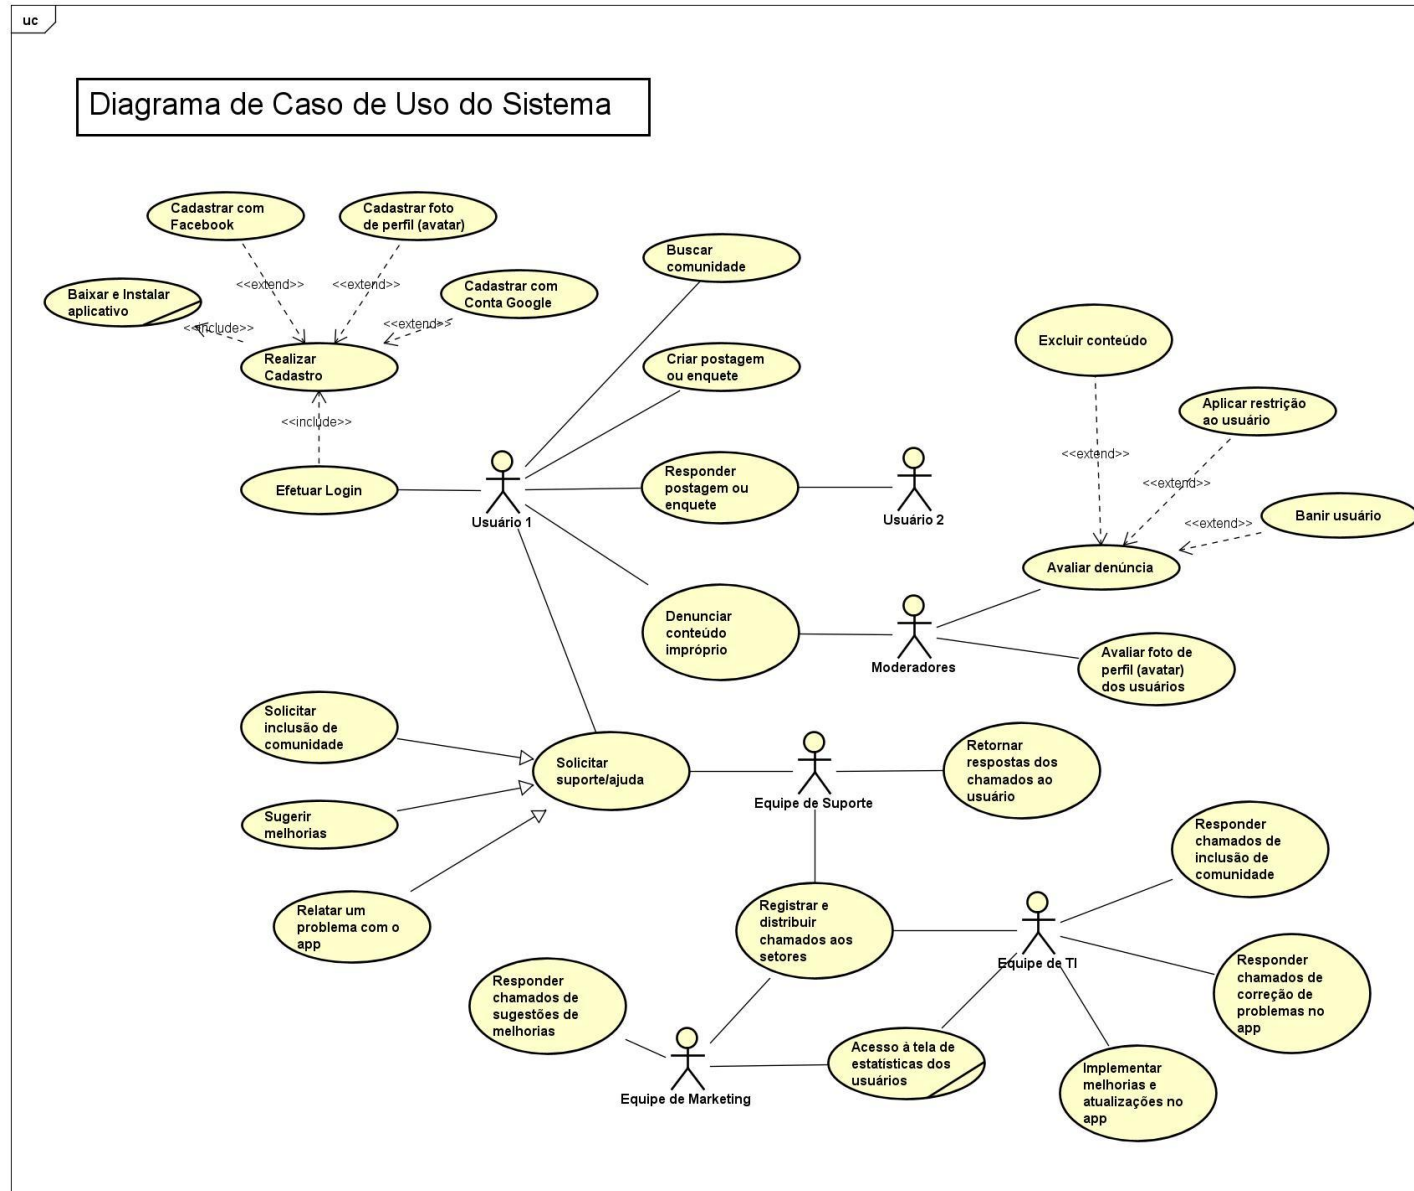 uc
Diagrama de Caso de Uso do Sistema
Cadastrar com
Facebook
Cadastrar foto
de perfil (avatar)
<<extend>>
<<extend>>
Baixar e Instalar
aplicativo
Cadastrar com
Conta Google
<<include>>
<<extend>>
Realizar
Cadastro
<<include>>
Efetuar Login
Usuário 1
Buscar
comunidade
Criar postagem
ou enquete
Responder
postagem ou
enquete
Usuário 2
Denunciar
conteúdo
impróprio
Moderadores
Excluir conteúdo
Aplicar restrição
ao usuário
<<extend>>
<<extend>>
<<extend>>
Banir usuário
Avaliar denúncia
Avaliar foto de
perfil (avatar)
dos usuários
Solicitar
inclusão de
comunidade
Sugerir
melhorias
Relatar um
problema com o
app
Solicitar
suporte/ajuda
Equipe de Suporte
Retornar
respostas dos
chamados ao
usuário
Registrar e
distribuir
chamados aos
setores
Equipe de TI
Responder
chamados de
inclusão de
comunidade
Responder
chamados de
correção de
problemas no
app
Implementar
melhorias e
atualizações no
app
Responder
chamados de
sugestões de
melhorias
Equipe de Marketing
Acesso à tela de
estatísticas dos
usuários